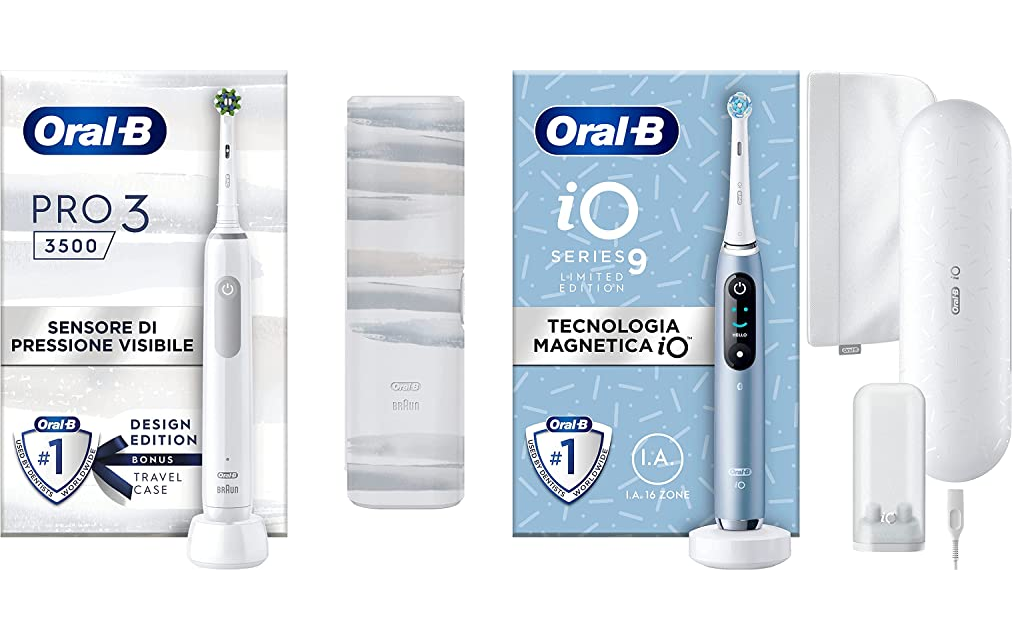 Oral-B
PRO 3
3500
SENSORE DI
PRESSIONE VISIBILE
Oral-B
#1
USED BY DENTISTS WORLDWIDE
DESIGN
EDITION
BONUS
TRAVEL
CASE
Oral-B
BRAUN
Oral-B
BRAUN
Oral-B
iO
SERIES 9
LIMITED
EDITION
TECNOLOGIA
MAGNETICA iO™
Oral-B
#1
USED BY DENTISTS WORLDWIDE
I.A.
I.A. 16 ZONE
HELLO
Oral-B
iO
Oral-B
Oral-B iO
iO